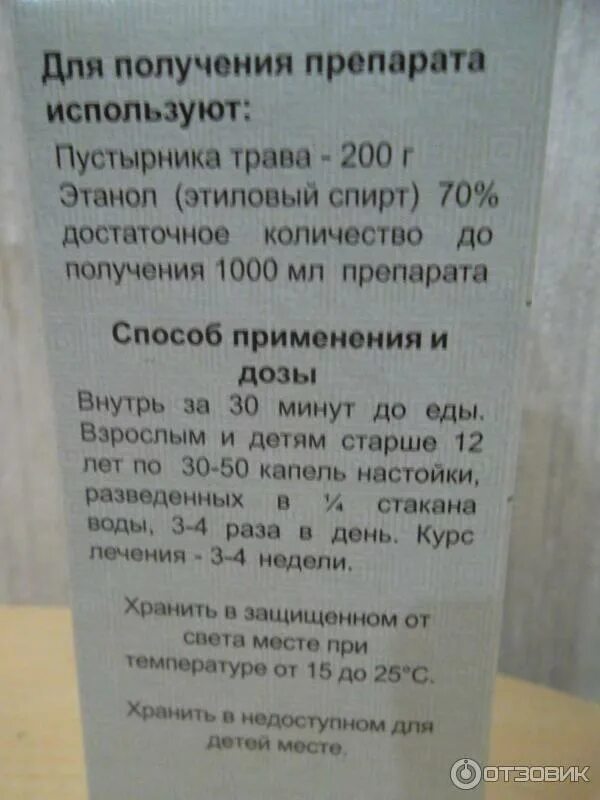 Для получения препарата
используют:
Пустырника трава - 200 г
Этанол (этиловый спирт) 70%
достаточное количество до
получения 1000 мл препарата
Способ применения и
дозы
Внутрь за 30 минут до еды.
Взрослым и детям старше 12
лет по 30-50 капель настойки,
разведенных в ¼ стакана
воды, 3-4 раза в день. Курс
лечения - 3-4 недели.
Хранить в защищенном от
света месте при
температуре от 15 до 25°С.
Хранить в недоступном для
детей месте.
ОТЗОВИК